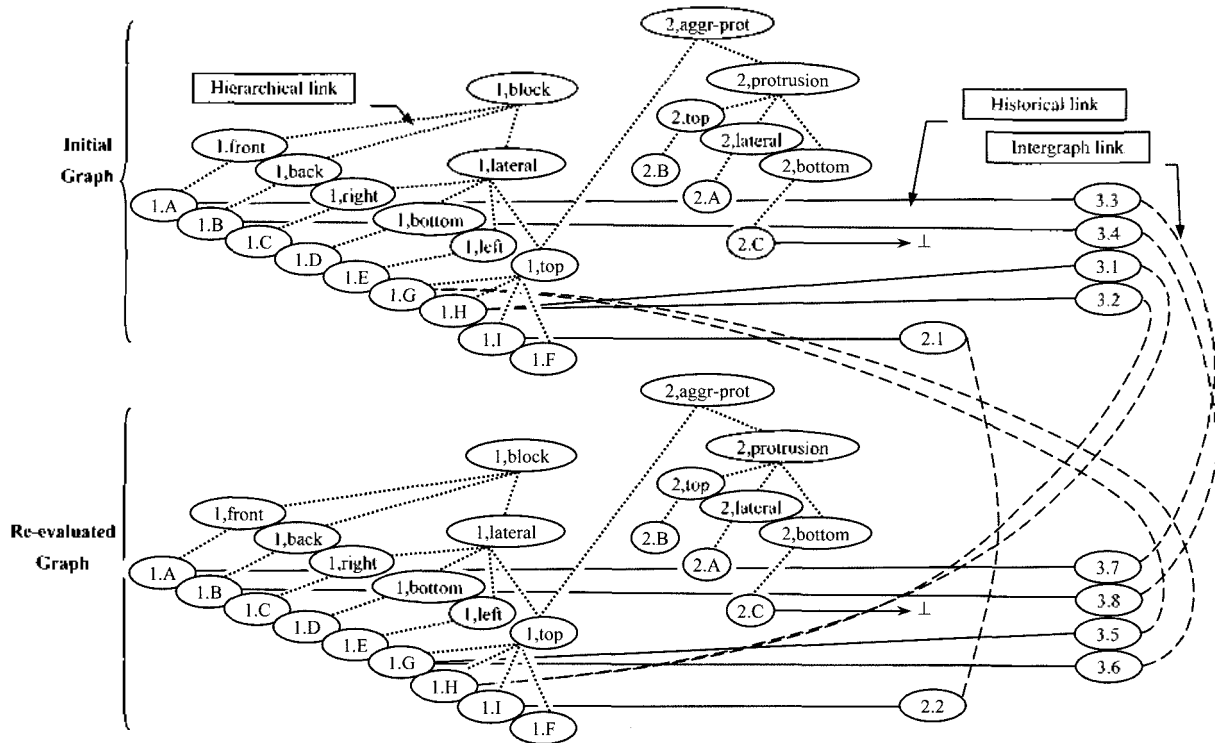 2,aggr-prot
Hierarchical link
1,block
2,protrusion
Historical link
2.top
Initial
Graph
1.front
2,lateral
Intergraph link
1,back
1,lateral
2.B
2,bottom
1.A
1,right
2.A
3.3
1.B
1,bottom
3.4
1.C
1,left
2.C
⊥
1.D
1,top
3.1
1.E
1.G
3.2
1.H
1.I
2.1
1.F
2,aggr-prot
1,block
2,protrusion
2,top
1,front
2,lateral
Re-evaluated
Graph
1,back
1,lateral
2.B
2,bottom
1.A
1,right
2.A
3.7
1.B
1,bottom
3.8
1.C
1,left
2.C
⊥
1.D
1,top
3.5
1.E
1.G
3.6
1.H
1.I
2.2
1.F